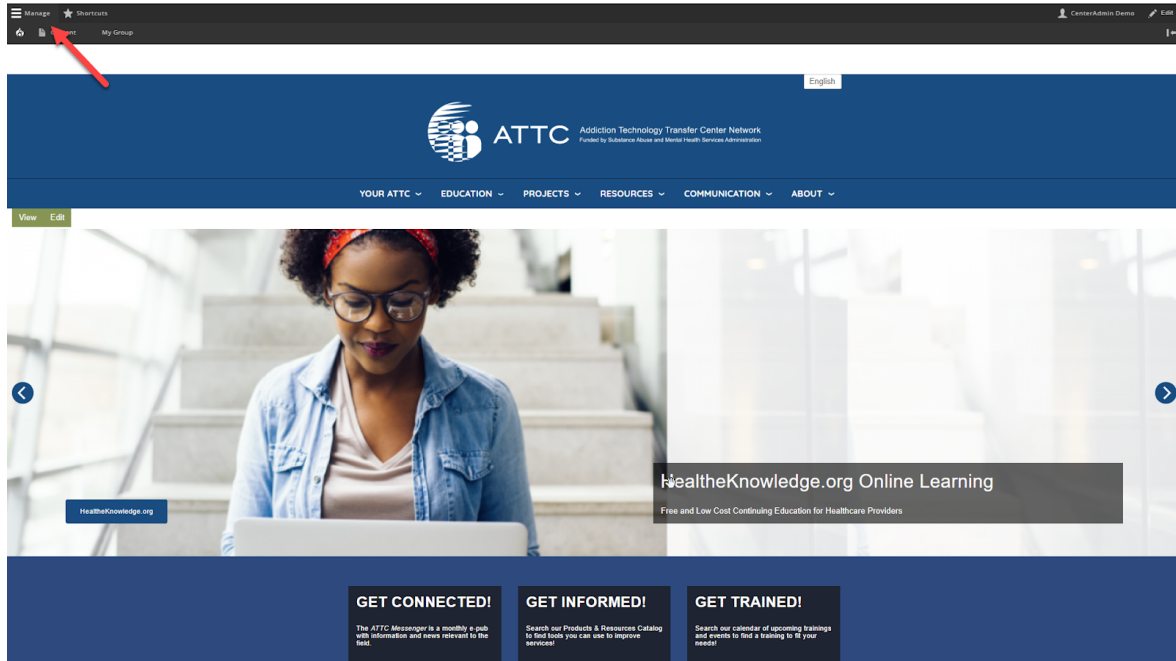 Manage Shortcuts CenterAdmin Demo Edit
My Group
English
ATTC Addiction Technology Transfer Center Network
Funded by Substance Abuse and Mental Health Services Administration
YOUR ATTC EDUCATION PROJECTS RESOURCES COMMUNICATION ABOUT
View Edit
HealtheKnowledge.org Online Learning
HealtheKnowledge.org
Free and Low Cost Continuing Education for Healthcare Providers
GET CONNECTED!
The ATTC Messenger is a monthly e-pub
with information and news relevant to the
field.
GET INFORMED!
Search our Products & Resources Catalog
to find tools you can use to improve
services!
GET TRAINED!
Search our calendar of upcoming trainings
and events to find a training to fit your
needs!